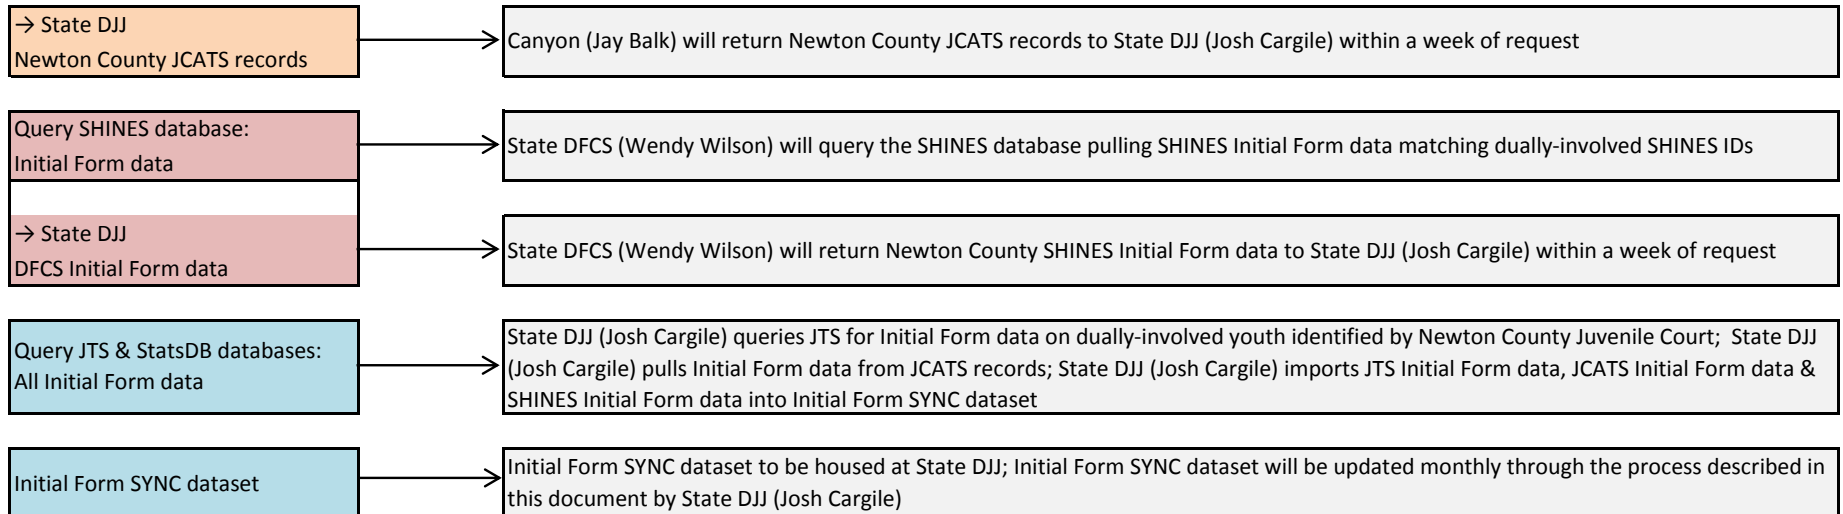 → State DJJ
Newton County JCATS records
Canyon (Jay Balk) will return Newton County JCATS records to State DJJ (Josh Cargile) within a week of request
Query SHINES database:
Initial Form data
State DFCS (Wendy Wilson) will query the SHINES database pulling SHINES Initial Form data matching dually-involved SHINES IDs
→ State DJJ
DFCS Initial Form data
State DFCS (Wendy Wilson) will return Newton County SHINES Initial Form data to State DJJ (Josh Cargile) within a week of request
Query JTS & StatsDB databases:
All Initial Form data
State DJJ (Josh Cargile) queries JTS for Initial Form data on dually-involved youth identified by Newton County Juvenile Court;  State DJJ
(Josh Cargile) pulls Initial Form data from JCATS records; State DJJ (Josh Cargile) imports JTS Initial Form data, JCATS Initial Form data &
SHINES Initial Form data into Initial Form SYNC dataset
Initial Form SYNC dataset
Initial Form SYNC dataset to be housed at State DJJ; Initial Form SYNC dataset will be updated monthly through the process described in
this document by State DJJ (Josh Cargile)